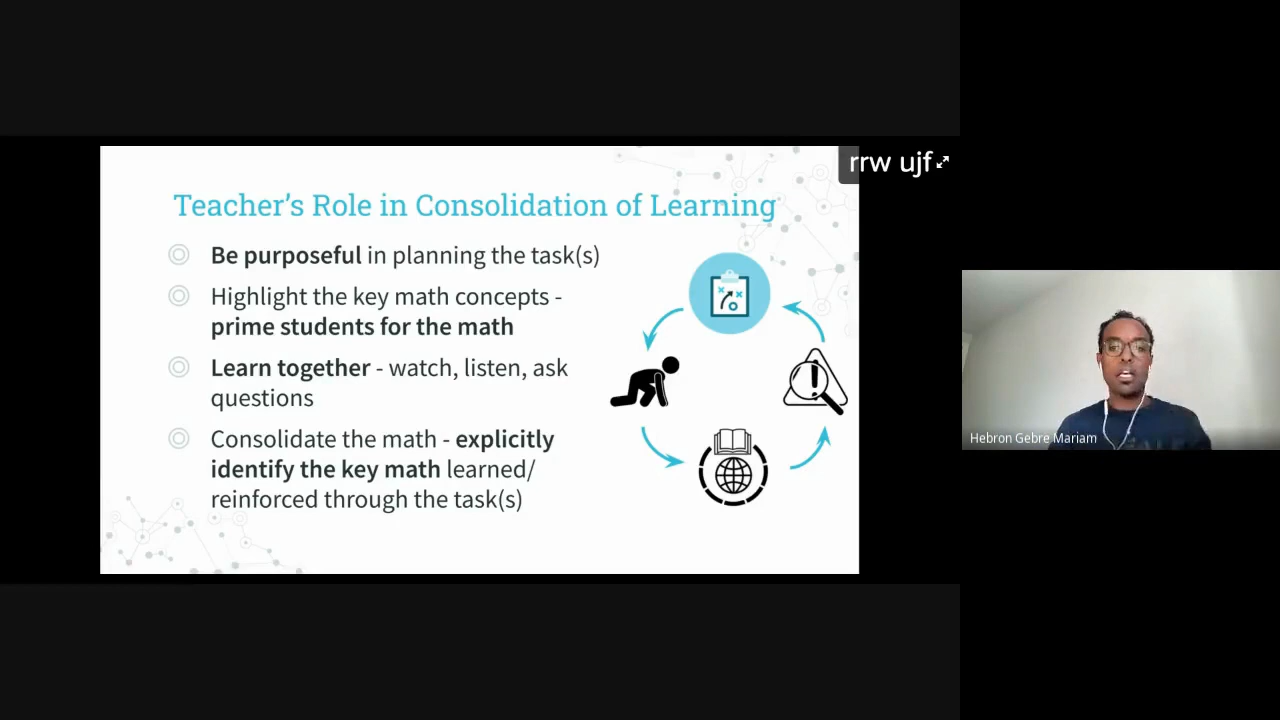 rrw ujf
Teacher's Role in Consolidation of Learning
Be purposeful in planning the task(s)
Highlight the key math concepts -
prime students for the math
Learn together - watch, listen, ask
questions
Consolidate the math - explicitly
identify the key math learned/
reinforced through the task(s)
Hebron Gebre Mariam